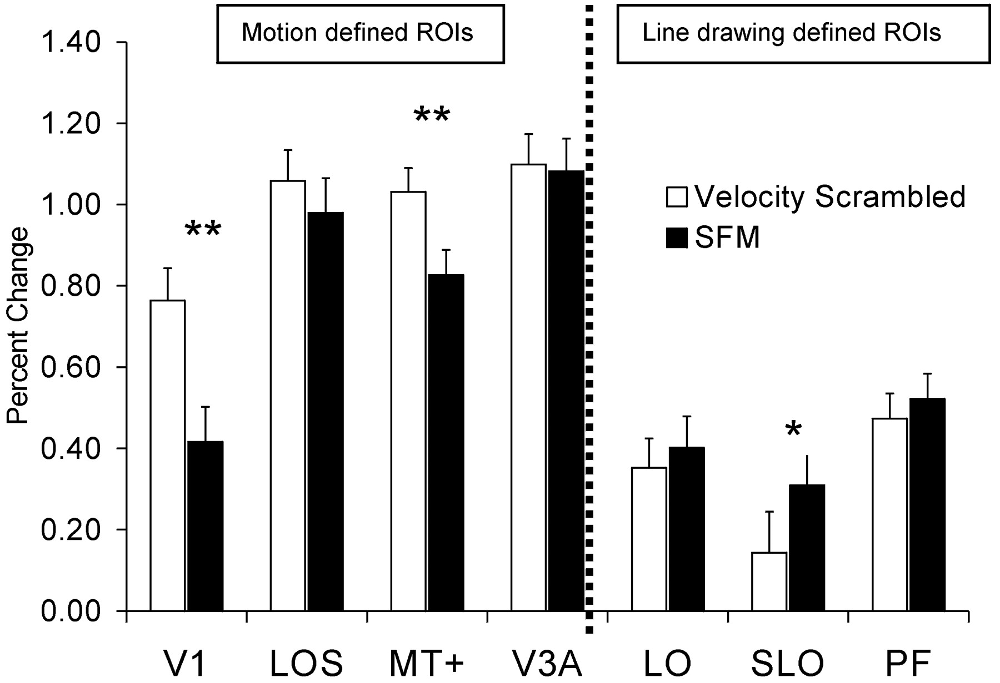 Motion defined ROIs
Line drawing defined ROIs
1.40
1.20
**
1.00
Velocity Scrambled
SFM
**
0.80
Percent Change
0.60
*
0.40
0.20
0.00
V1 LOS MT+ V3A LO SLO PF